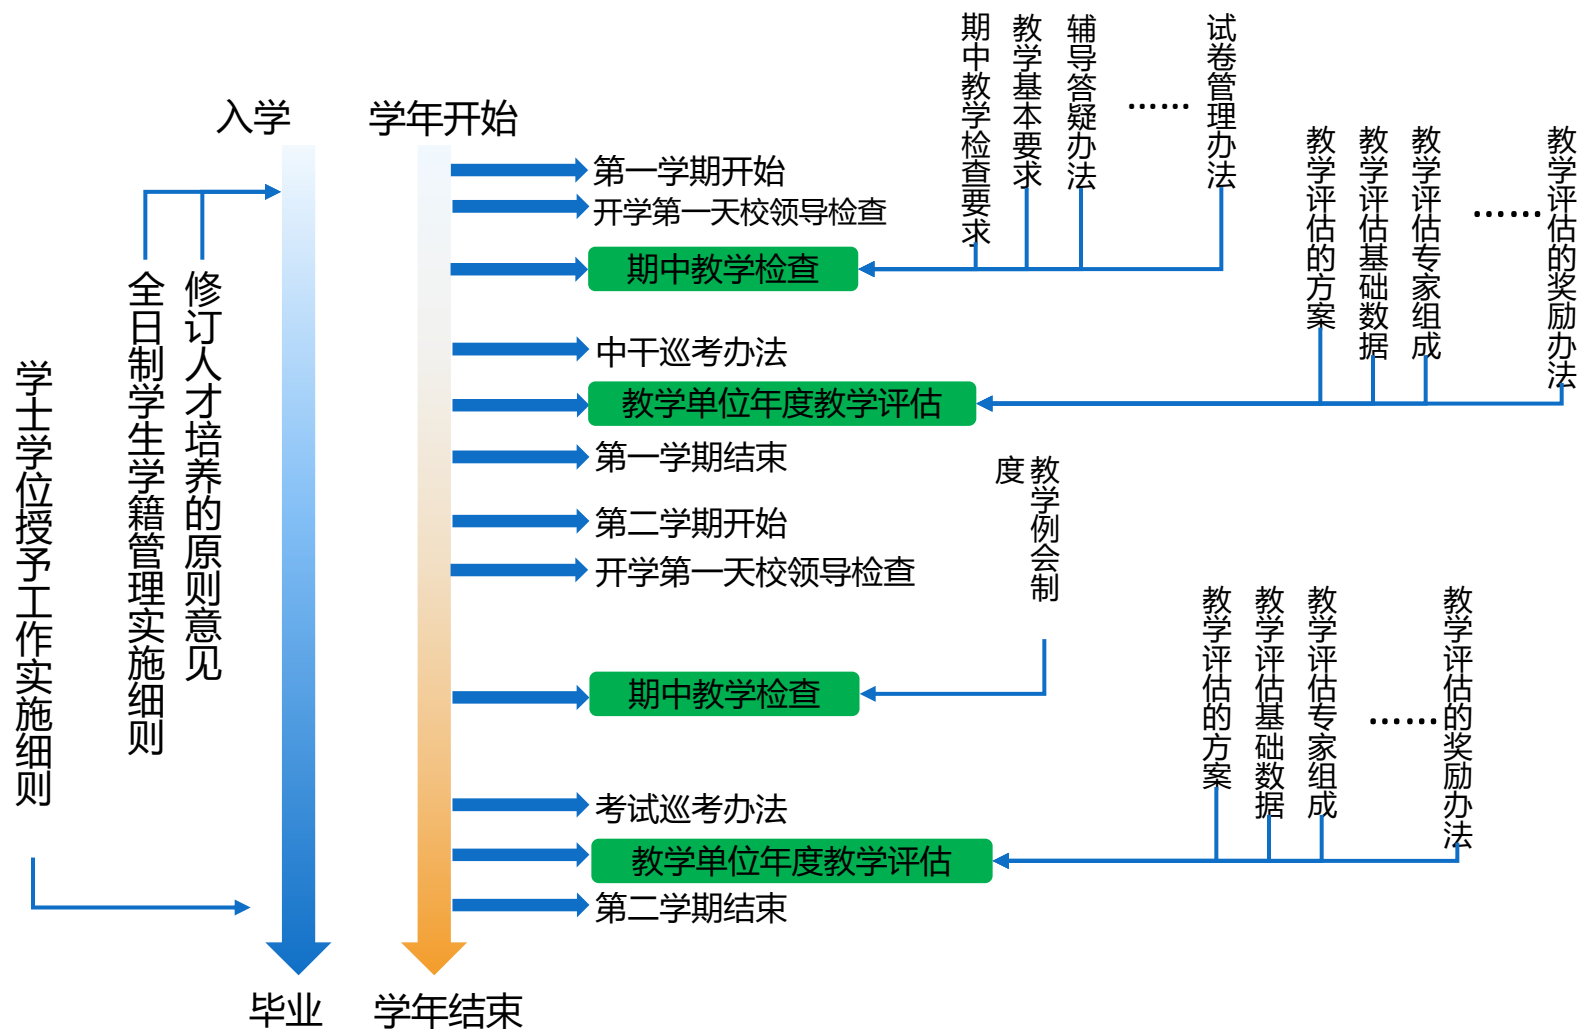 入学
学年开始
第一学期开始
开学第一天校领导检查
期中教学检查
中干巡考办法
教学单位年度教学评估
第一学期结束
第二学期开始
开学第一天校领导检查
期中教学检查
考试巡考办法
教学单位年度教学评估
第二学期结束
毕业
学年结束
学士学位授予工作实施细则
全日制学生学籍管理实施细则
修订人才培养的原则意见
期中教学检查要求
教学基本要求
辅导答疑办法
……
试卷管理办法
教学评估的方案
教学评估基础数据
教学评估专家组成
……
教学评估的奖励办法
教学例会制
度
教学评估的方案
教学评估基础数据
教学评估专家组成
……
教学评估的奖励办法